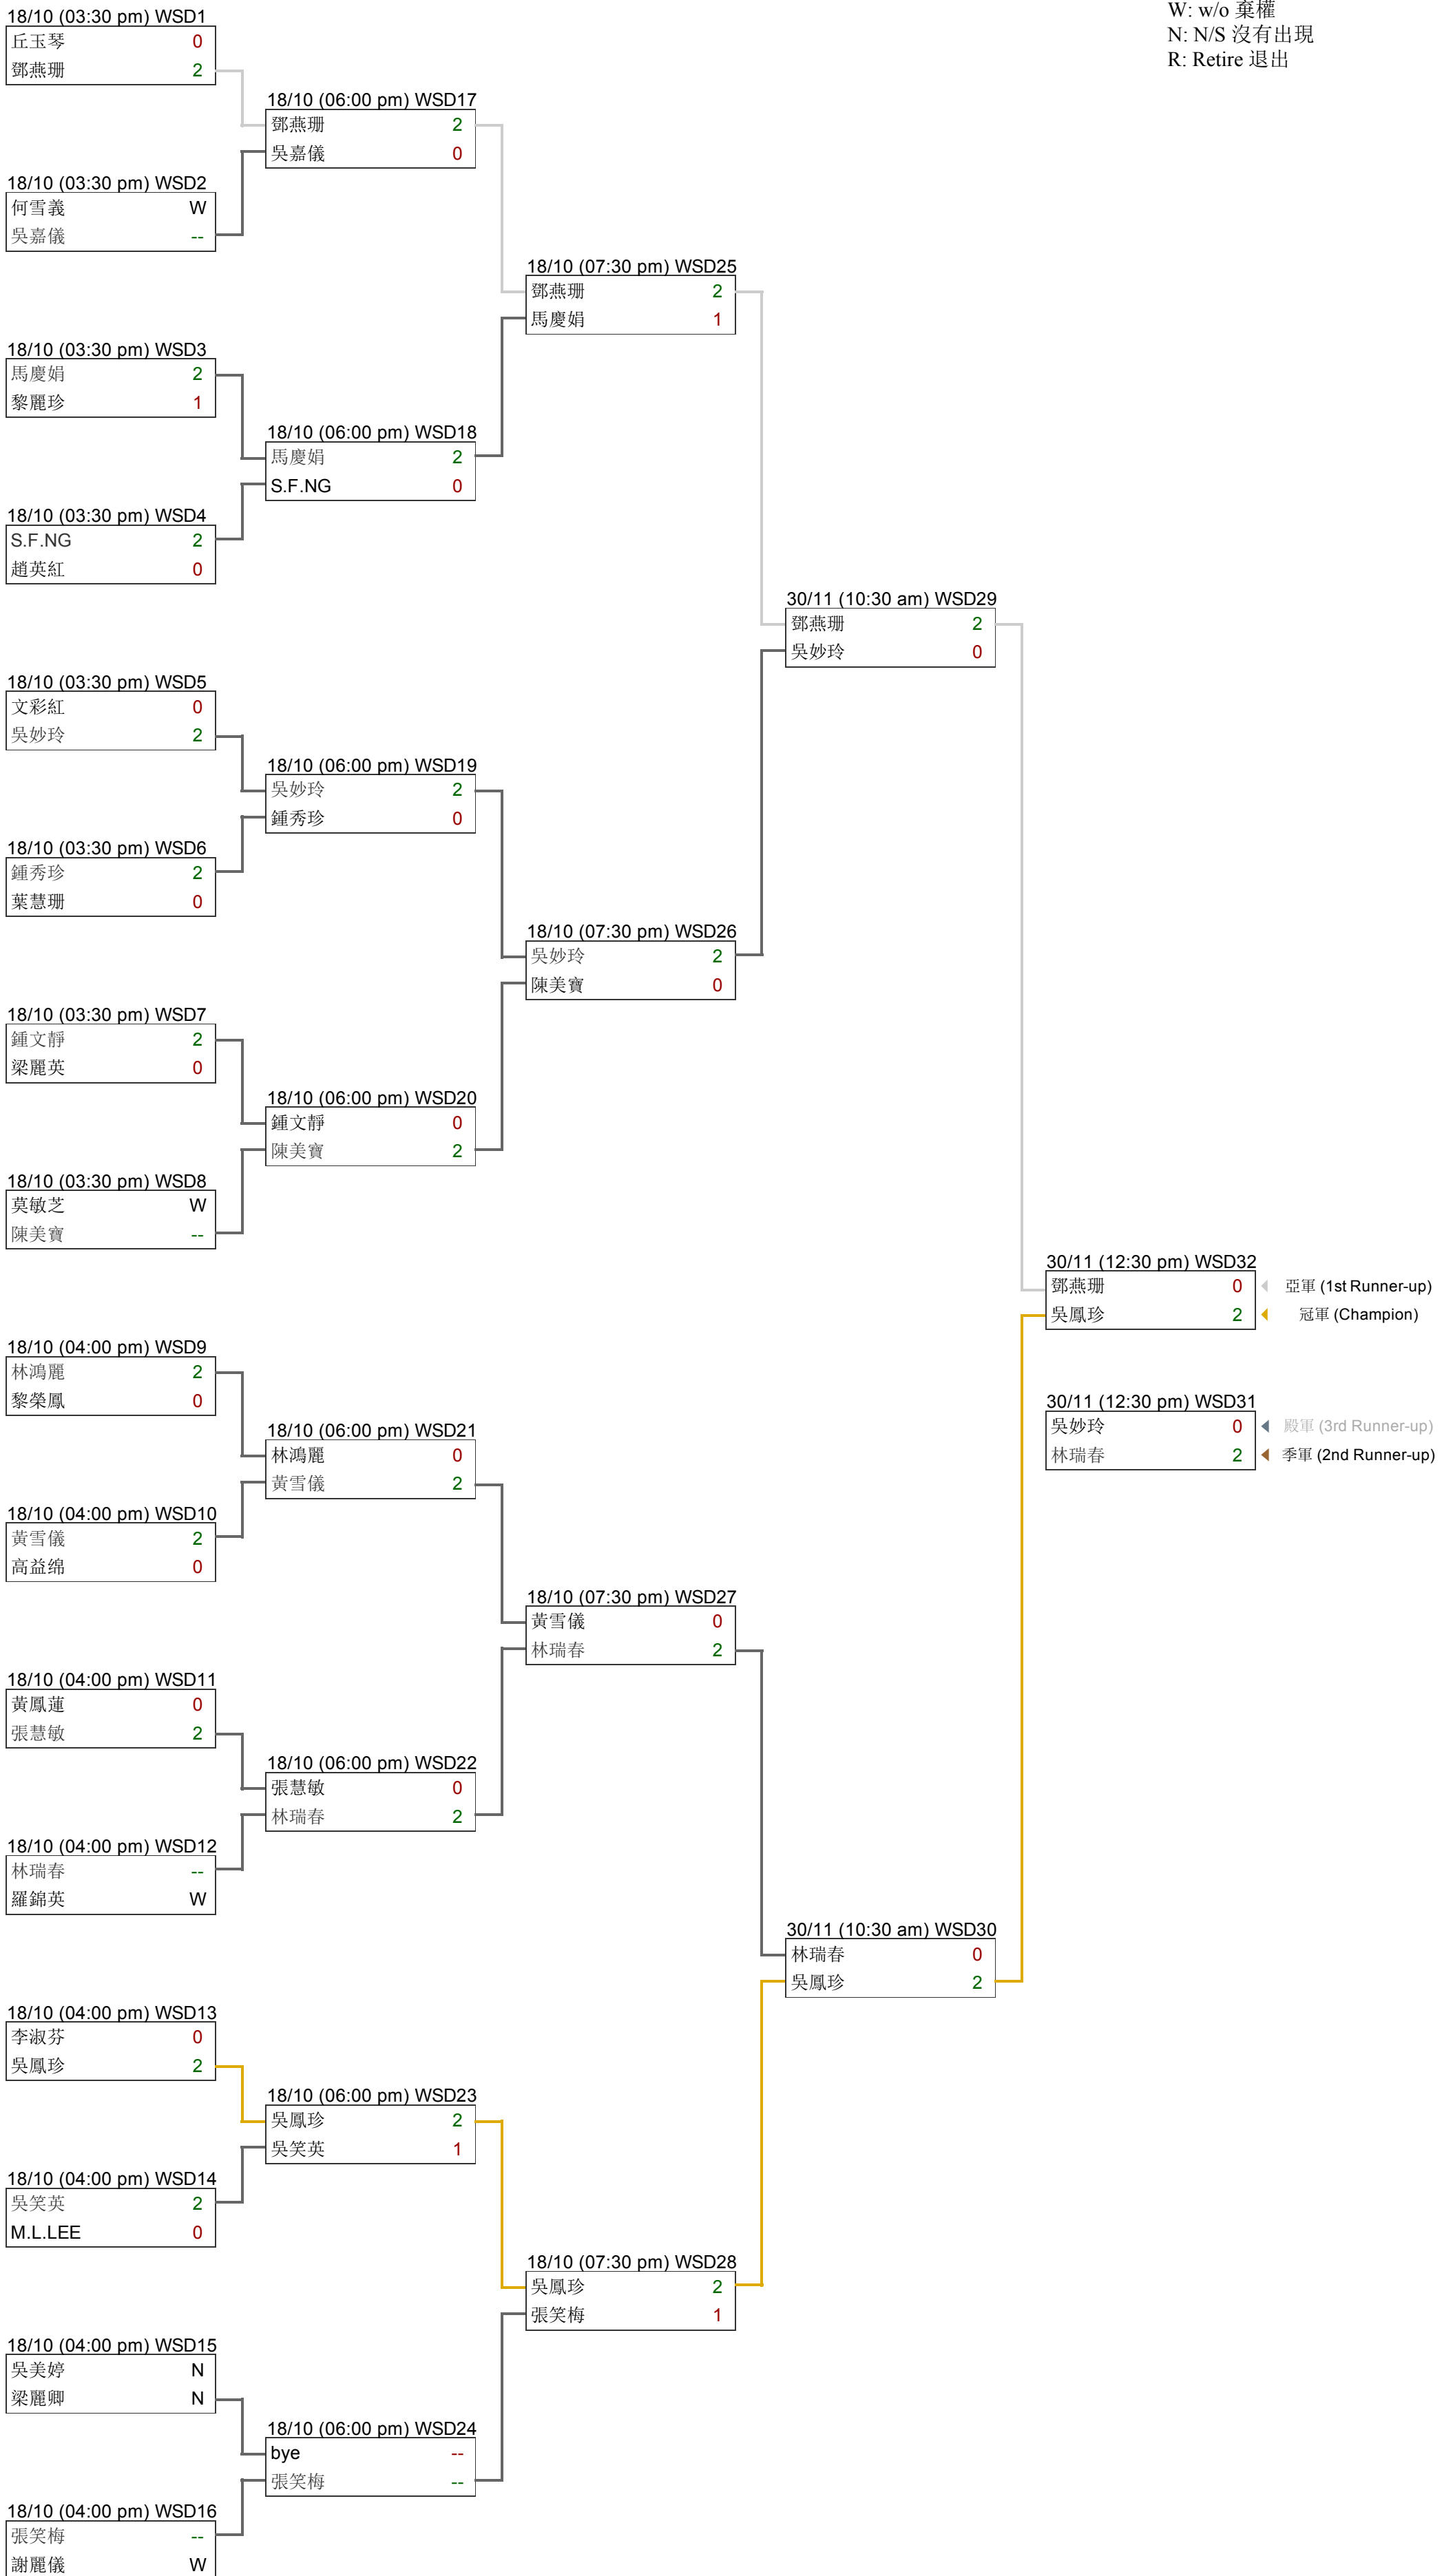 W: w/o 棄權
N: N/S 沒有出現
R: Retire 退出
18/10 (03:30 pm) WSD1
丘玉琴 0
鄧燕珊 2
18/10 (06:00 pm) WSD17
鄧燕珊 2
吳嘉儀 0
18/10 (03:30 pm) WSD2
何雪義 W
吳嘉儀 --
18/10 (07:30 pm) WSD25
鄧燕珊 2
馬慶娟 1
18/10 (03:30 pm) WSD3
馬慶娟 2
黎麗珍 1
18/10 (06:00 pm) WSD18
馬慶娟 2
S.F.NG 0
18/10 (03:30 pm) WSD4
S.F.NG 2
趙英紅 0
30/11 (10:30 am) WSD29
鄧燕珊 2
吳妙玲 0
18/10 (03:30 pm) WSD5
文彩紅 0
吳妙玲 2
18/10 (06:00 pm) WSD19
吳妙玲 2
鍾秀珍 0
18/10 (03:30 pm) WSD6
鍾秀珍 2
葉慧珊 0
18/10 (07:30 pm) WSD26
吳妙玲 2
陳美寶 0
18/10 (03:30 pm) WSD7
鍾文靜 2
梁麗英 0
18/10 (06:00 pm) WSD20
鍾文靜 0
陳美寶 2
18/10 (03:30 pm) WSD8
莫敏芝 W
陳美寶 --
30/11 (12:30 pm) WSD32
鄧燕珊 0 亞軍 (1st Runner-up)
吳鳳珍 2 冠軍 (Champion)
18/10 (04:00 pm) WSD9
林鴻麗 2
黎榮鳳 0
30/11 (12:30 pm) WSD31
吳妙玲 0 殿軍 (3rd Runner-up)
林瑞春 2 季軍 (2nd Runner-up)
18/10 (06:00 pm) WSD21
林鴻麗 0
黃雪儀 2
18/10 (04:00 pm) WSD10
黃雪儀 2
高益绵 0
18/10 (07:30 pm) WSD27
黃雪儀 0
林瑞春 2
18/10 (04:00 pm) WSD11
黃鳳蓮 0
張慧敏 2
18/10 (06:00 pm) WSD22
張慧敏 0
林瑞春 2
18/10 (04:00 pm) WSD12
林瑞春 --
羅錦英 W
30/11 (10:30 am) WSD30
林瑞春 0
吳鳳珍 2
18/10 (04:00 pm) WSD13
李淑芬 0
吳鳳珍 2
18/10 (06:00 pm) WSD23
吳鳳珍 2
吳笑英 1
18/10 (04:00 pm) WSD14
吳笑英 2
M.L.LEE 0
18/10 (07:30 pm) WSD28
吳鳳珍 2
張笑梅 1
18/10 (04:00 pm) WSD15
吳美婷 N
梁麗卿 N
18/10 (06:00 pm) WSD24
bye --
張笑梅 --
18/10 (04:00 pm) WSD16
張笑梅 --
謝麗儀 W